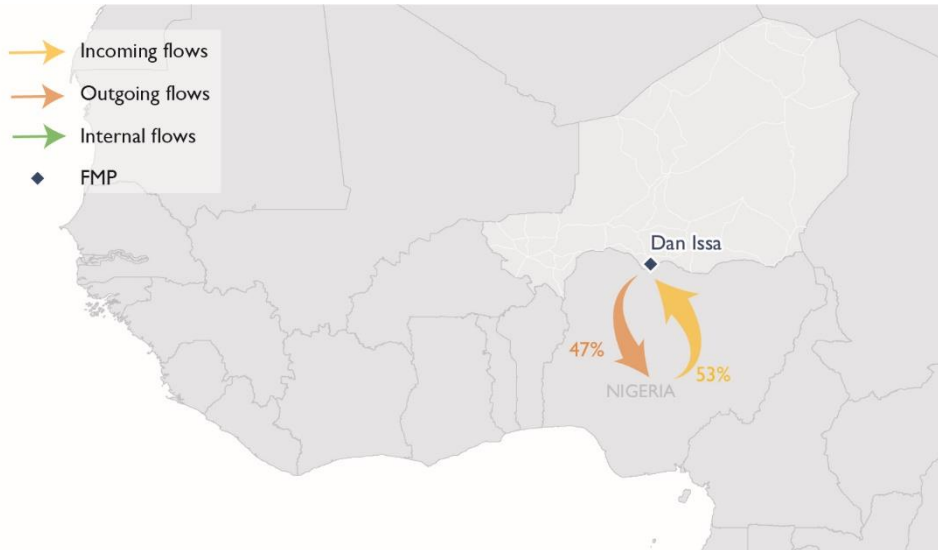 Incoming flows
Outgoing flows
Internal flows
FMP
Dan Issa
47%
53%
NIGERIA